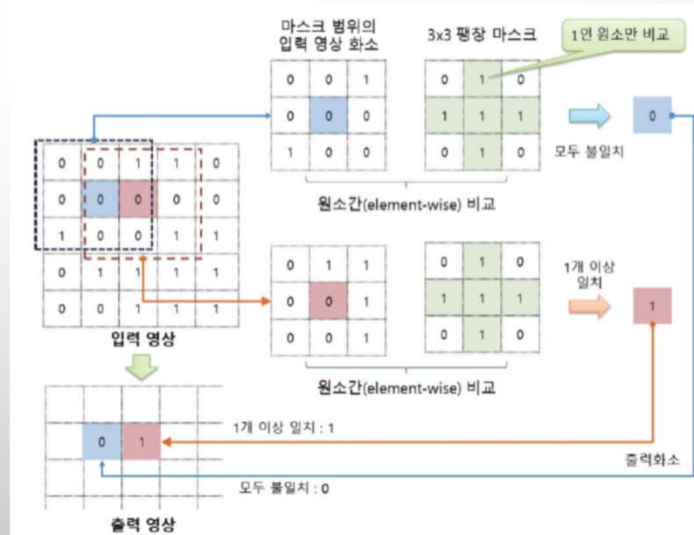 마스크 범위의
입력 영상 화소
3x3 팽창 마스크
1인 원소만 비교
0 0 1
0 0 0
1 0 0
0 1 0
1 1 1
0 1 0
0
모두 불일치
원소간(element-wise) 비교
0 0 1 1 0
0 0 0 0 0
1 0 0 1 1
0 1 1 1 1
0 0 1 1 1
입력 영상
0 1 1
0 0 1
0 0 1
0 1 0
1 1 1
0 1 0
1개 이상
일치
1
원소간(element-wise) 비교
0 1
1개 이상 일치 : 1
출력화소
모두 불일치 : 0
출력 영상